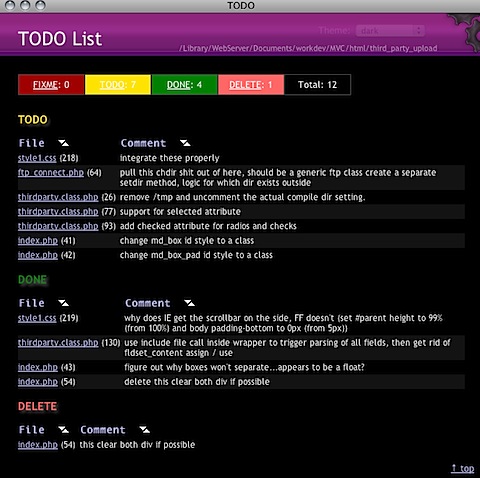 TODO
TODO List
Theme: dark
/Library/WebServer/Documents/workdev/MVC/html/third_party_upload
FIXME: 0 TODO: 7 DONE: 4 DELETE: 1 Total: 12
TODO
File Comment
style1.css (218) integrate these properly
ftp_connect.php (64) pull this chdir shit out of here, should be a generic ftp class create a separate
setdir method, logic for which dir exists outside
thirdparty.class.php (26) remove /tmp and uncomment the actual compile dir setting.
thirdparty.class.php (77) support for selected attribute
thirdparty.class.php (93) add checked attribute for radios and checks
index.php (41) change md_box id style to a class
index.php (42) change md_box_pad id style to a class
DONE
File Comment
style1.css (219) why does IE get the scrollbar on the side, FF doesn't (set #parent height to 99%
(from 100%) and body padding-bottom to 0px (from 5px))
thirdparty.class.php (130) use include file call inside wrapper to trigger parsing of all fields, then get rid of
fldset_content assign / use
index.php (43) figure out why boxes won't separate...appears to be a float?
index.php (54) delete this clear both div if possible
DELETE
File Comment
index.php (54) this clear both div if possible
↑ top